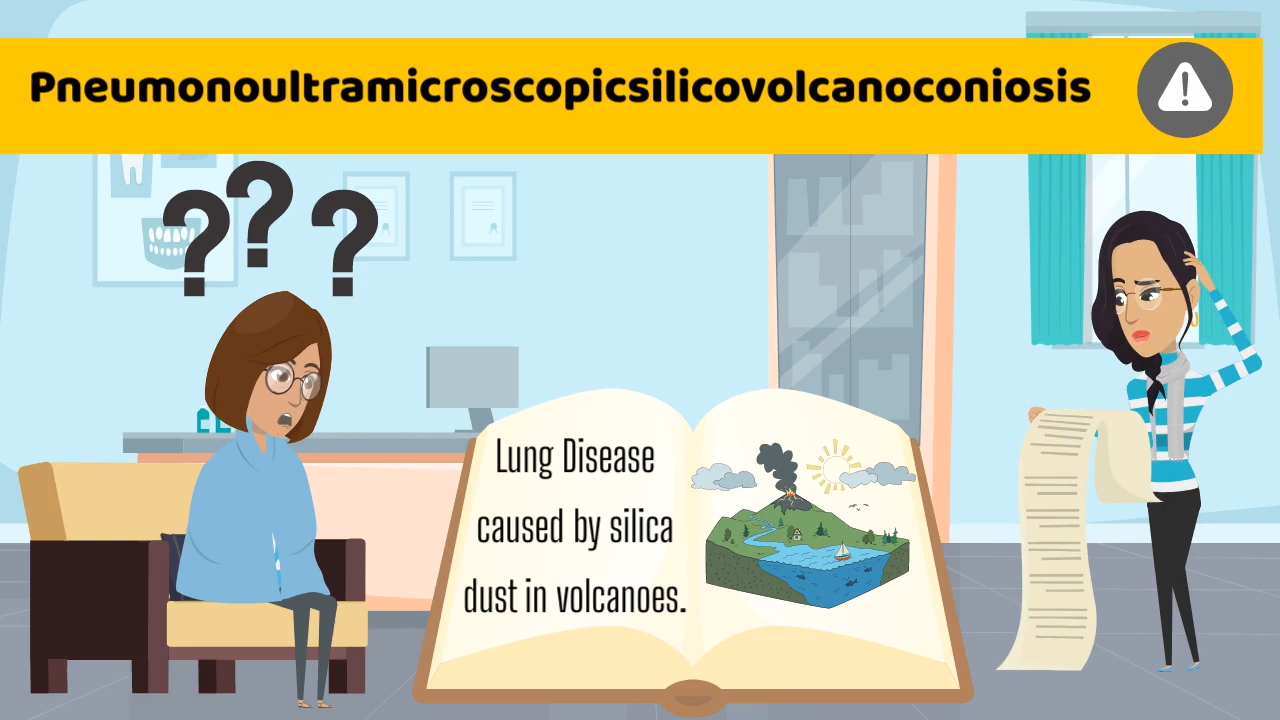 Pneumonoultramicroscopicsilicovolcanoconiosis
? ? ?
Lung Disease
caused by silica
dust in volcanoes.